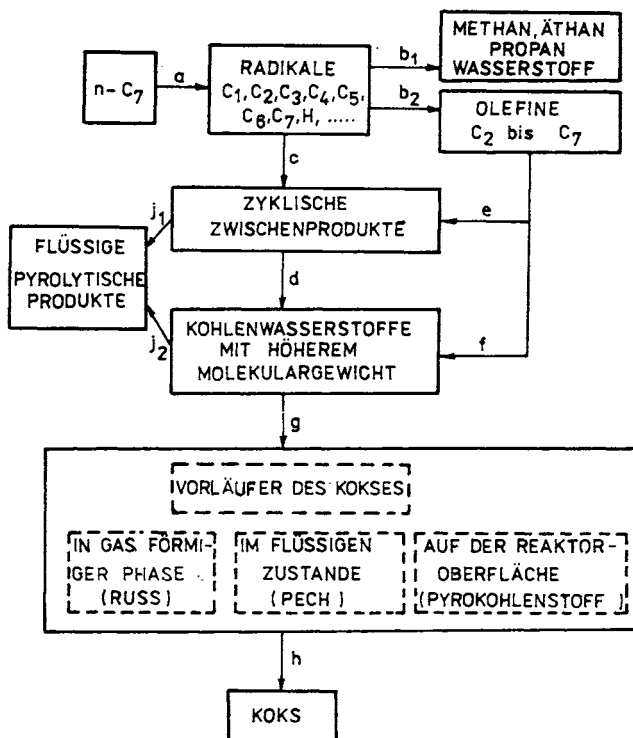 n-C7
a
RADIKALE
C1, C2, C3, C4, C5,
C6, C7, H, .....
b1
METHAN, ÄTHAN
PROPAN
WASSERSTOFF
b2
OLEFINE
C2 bis C7
c
ZYKLISCHE
ZWISCHENPRODUKTE
e
j1
FLÜSSIGE
PYROLYTISCHE
PRODUKTE
d
j2
KOHLENWASSERSTOFFE
MIT HÖHEREM
MOLEKULARGEWICHT
f
g
VORLÄUFER DES KOKSES
IN GAS FÖRMI-
GER PHASE
(RUSS)
IM FLÜSSIGEN
ZUSTANDE
(PECH)
AUF DER REAKTOR-
OBERFLÄCHE
(PYROKOHLENSTOFF)
h
KOKS